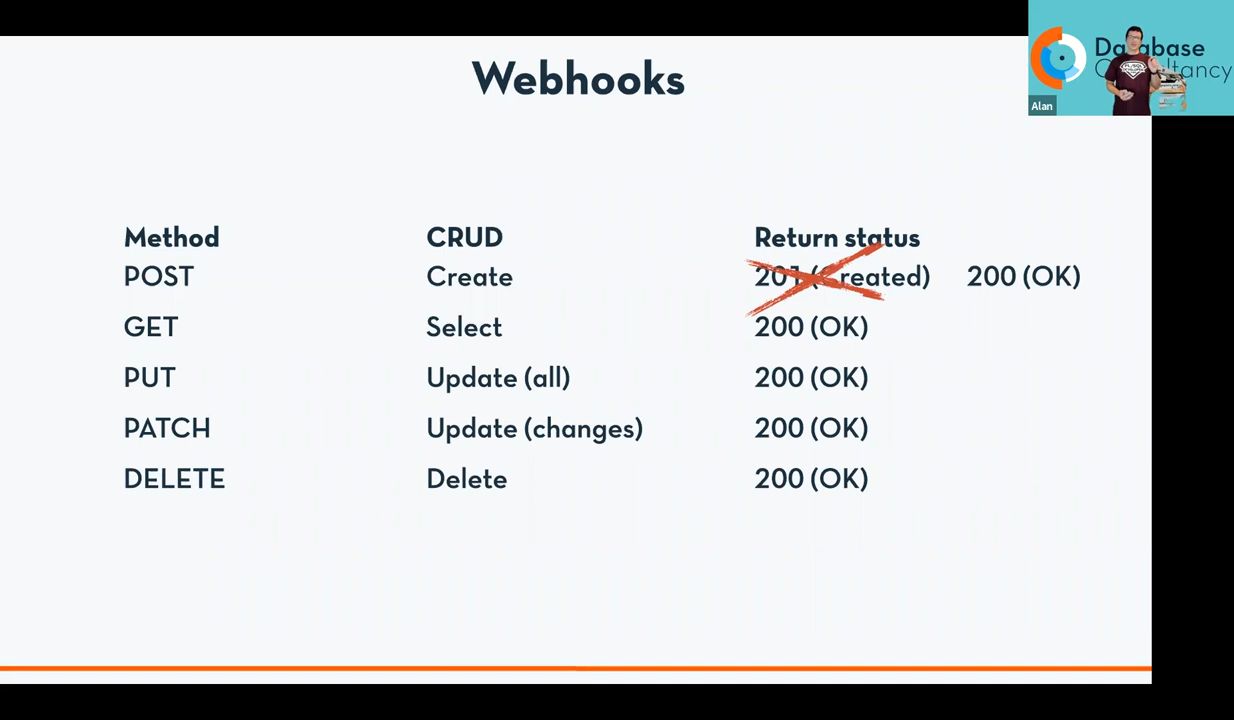 Webhooks
Database
Alan
Method CRUD Return status
POST Create 201 (Created) 200 (OK)
GET Select 200 (OK)
PUT Update (all) 200 (OK)
PATCH Update (changes) 200 (OK)
DELETE Delete 200 (OK)